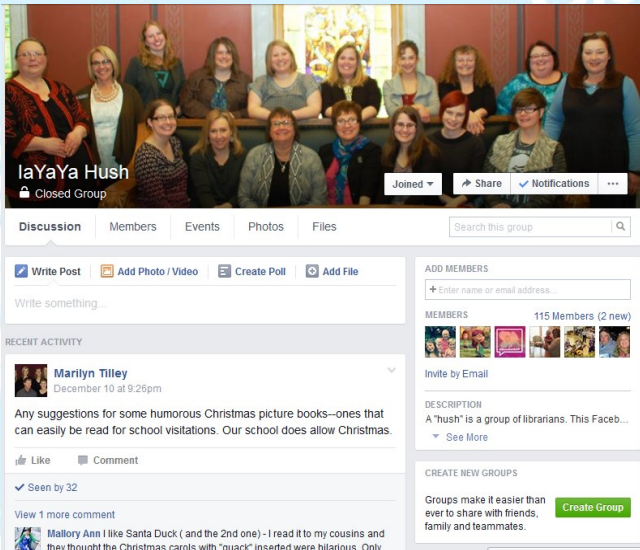 IaYaYa Hush
Closed Group
Joined
Share
Notifications
Discussion Members Events Photos Files
Search this group
Write Post Add Photo / Video Create Poll Add File
Write something...
RECENT ACTIVITY
Marilyn Tilley
December 10 at 9:26pm
Any suggestions for some humorous Christmas picture books--ones that
can easily be read for school visitations. Our school does allow Christmas.
Like Comment
Seen by 32
View 1 more comment
Mallory Ann I like Santa Duck ( and the 2nd one) - I read it to my cousins and
they thought the Christmas carols with "quack" inserted were hilarious. Only
ADD MEMBERS
+ Enter name or email address...
MEMBERS 115 Members (2 new)
Invite by Email
DESCRIPTION
A "hush" is a group of librarians. This Faceb...
See More
CREATE NEW GROUPS
Groups make it easier than
ever to share with friends,
family and teammates.
Create Group